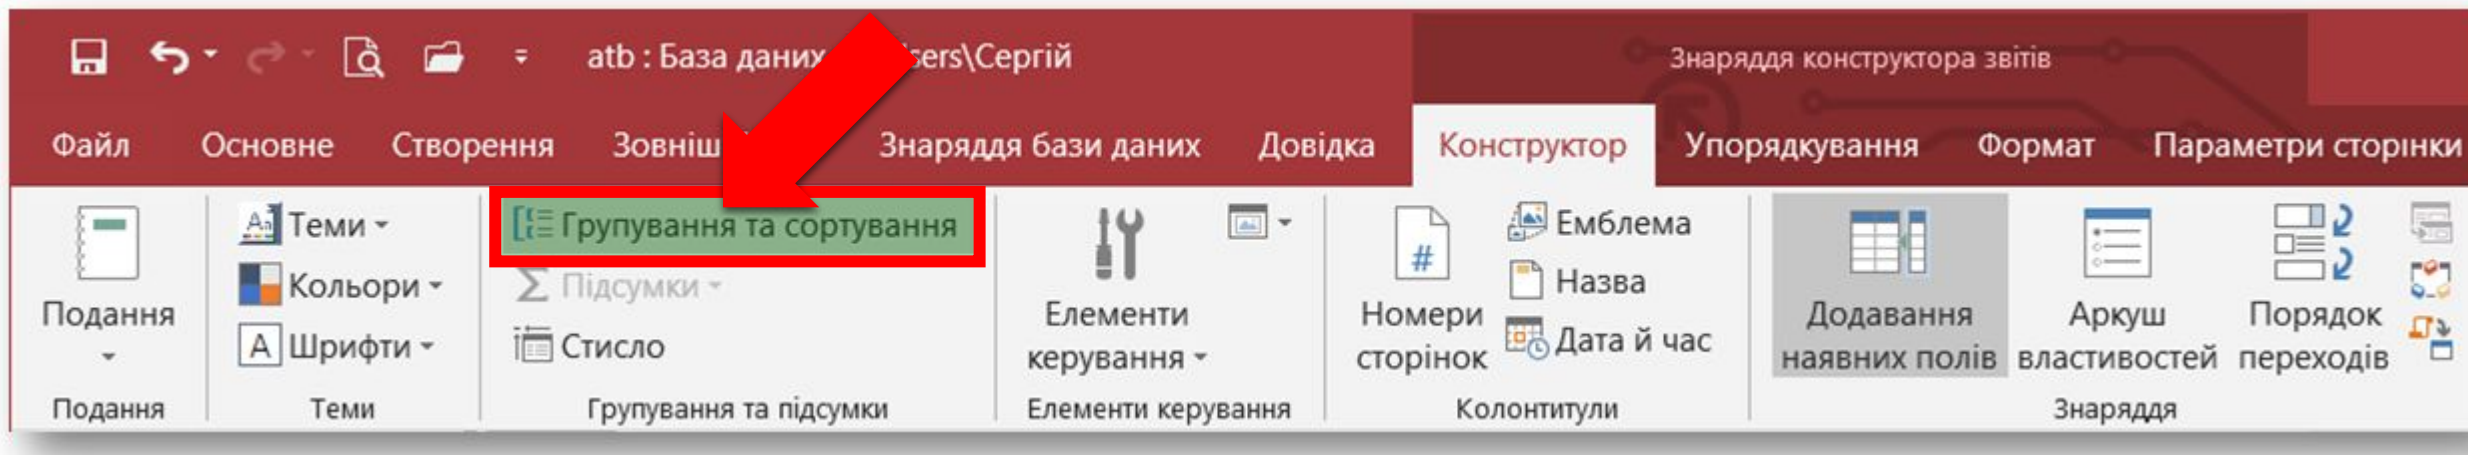 atb : База даних sers\Сергій
Знаряддя конструктора звітів
Файл Основне Створення Зовніш Знаряддя бази даних Довідка Конструктор Упорядкування Формат Параметри сторінки
Подання
Теми
Кольори
A Шрифти
Групування та сортування
Підсумки
Стисло
Елементи
керування
Номери
сторінок
Емблема
Назва
Дата й час
Додавання
наявних полів
Аркуш
властивостей
Порядок
переходів
Подання Теми Групування та підсумки Елементи керування Колонтитули Знаряддя